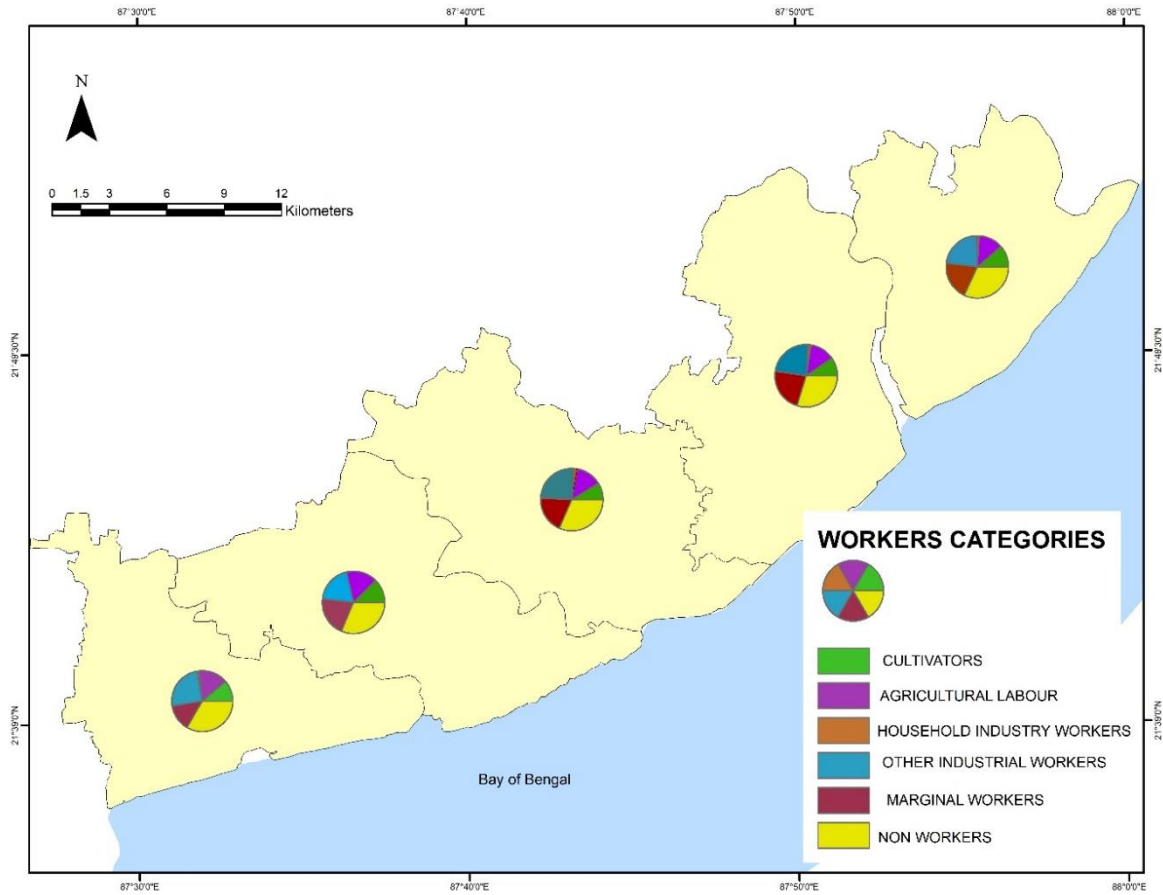 87°30'0"E 87°40'0"E 87°50'0"E 88°0'0"E
N
0 1.5 3 6 9 12
Kilometers
21°49'30"N 21°49'30"N
21°39'0"N 21°39'0"N
Bay of Bengal
WORKERS CATEGORIES
CULTIVATORS
AGRICULTURAL LABOUR
HOUSEHOLD INDUSTRY WORKERS
OTHER INDUSTRIAL WORKERS
MARGINAL WORKERS
NON WORKERS
87°30'0"E 87°40'0"E 87°50'0"E 88°0'0"E